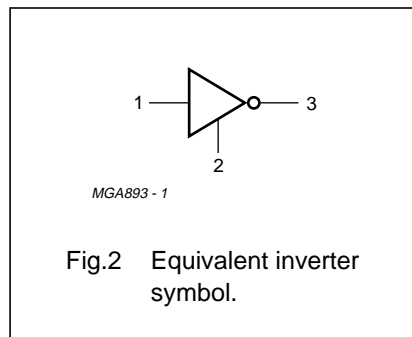 1
3
2
MGA893 - 1
Fig.2 Equivalent inverter
symbol.